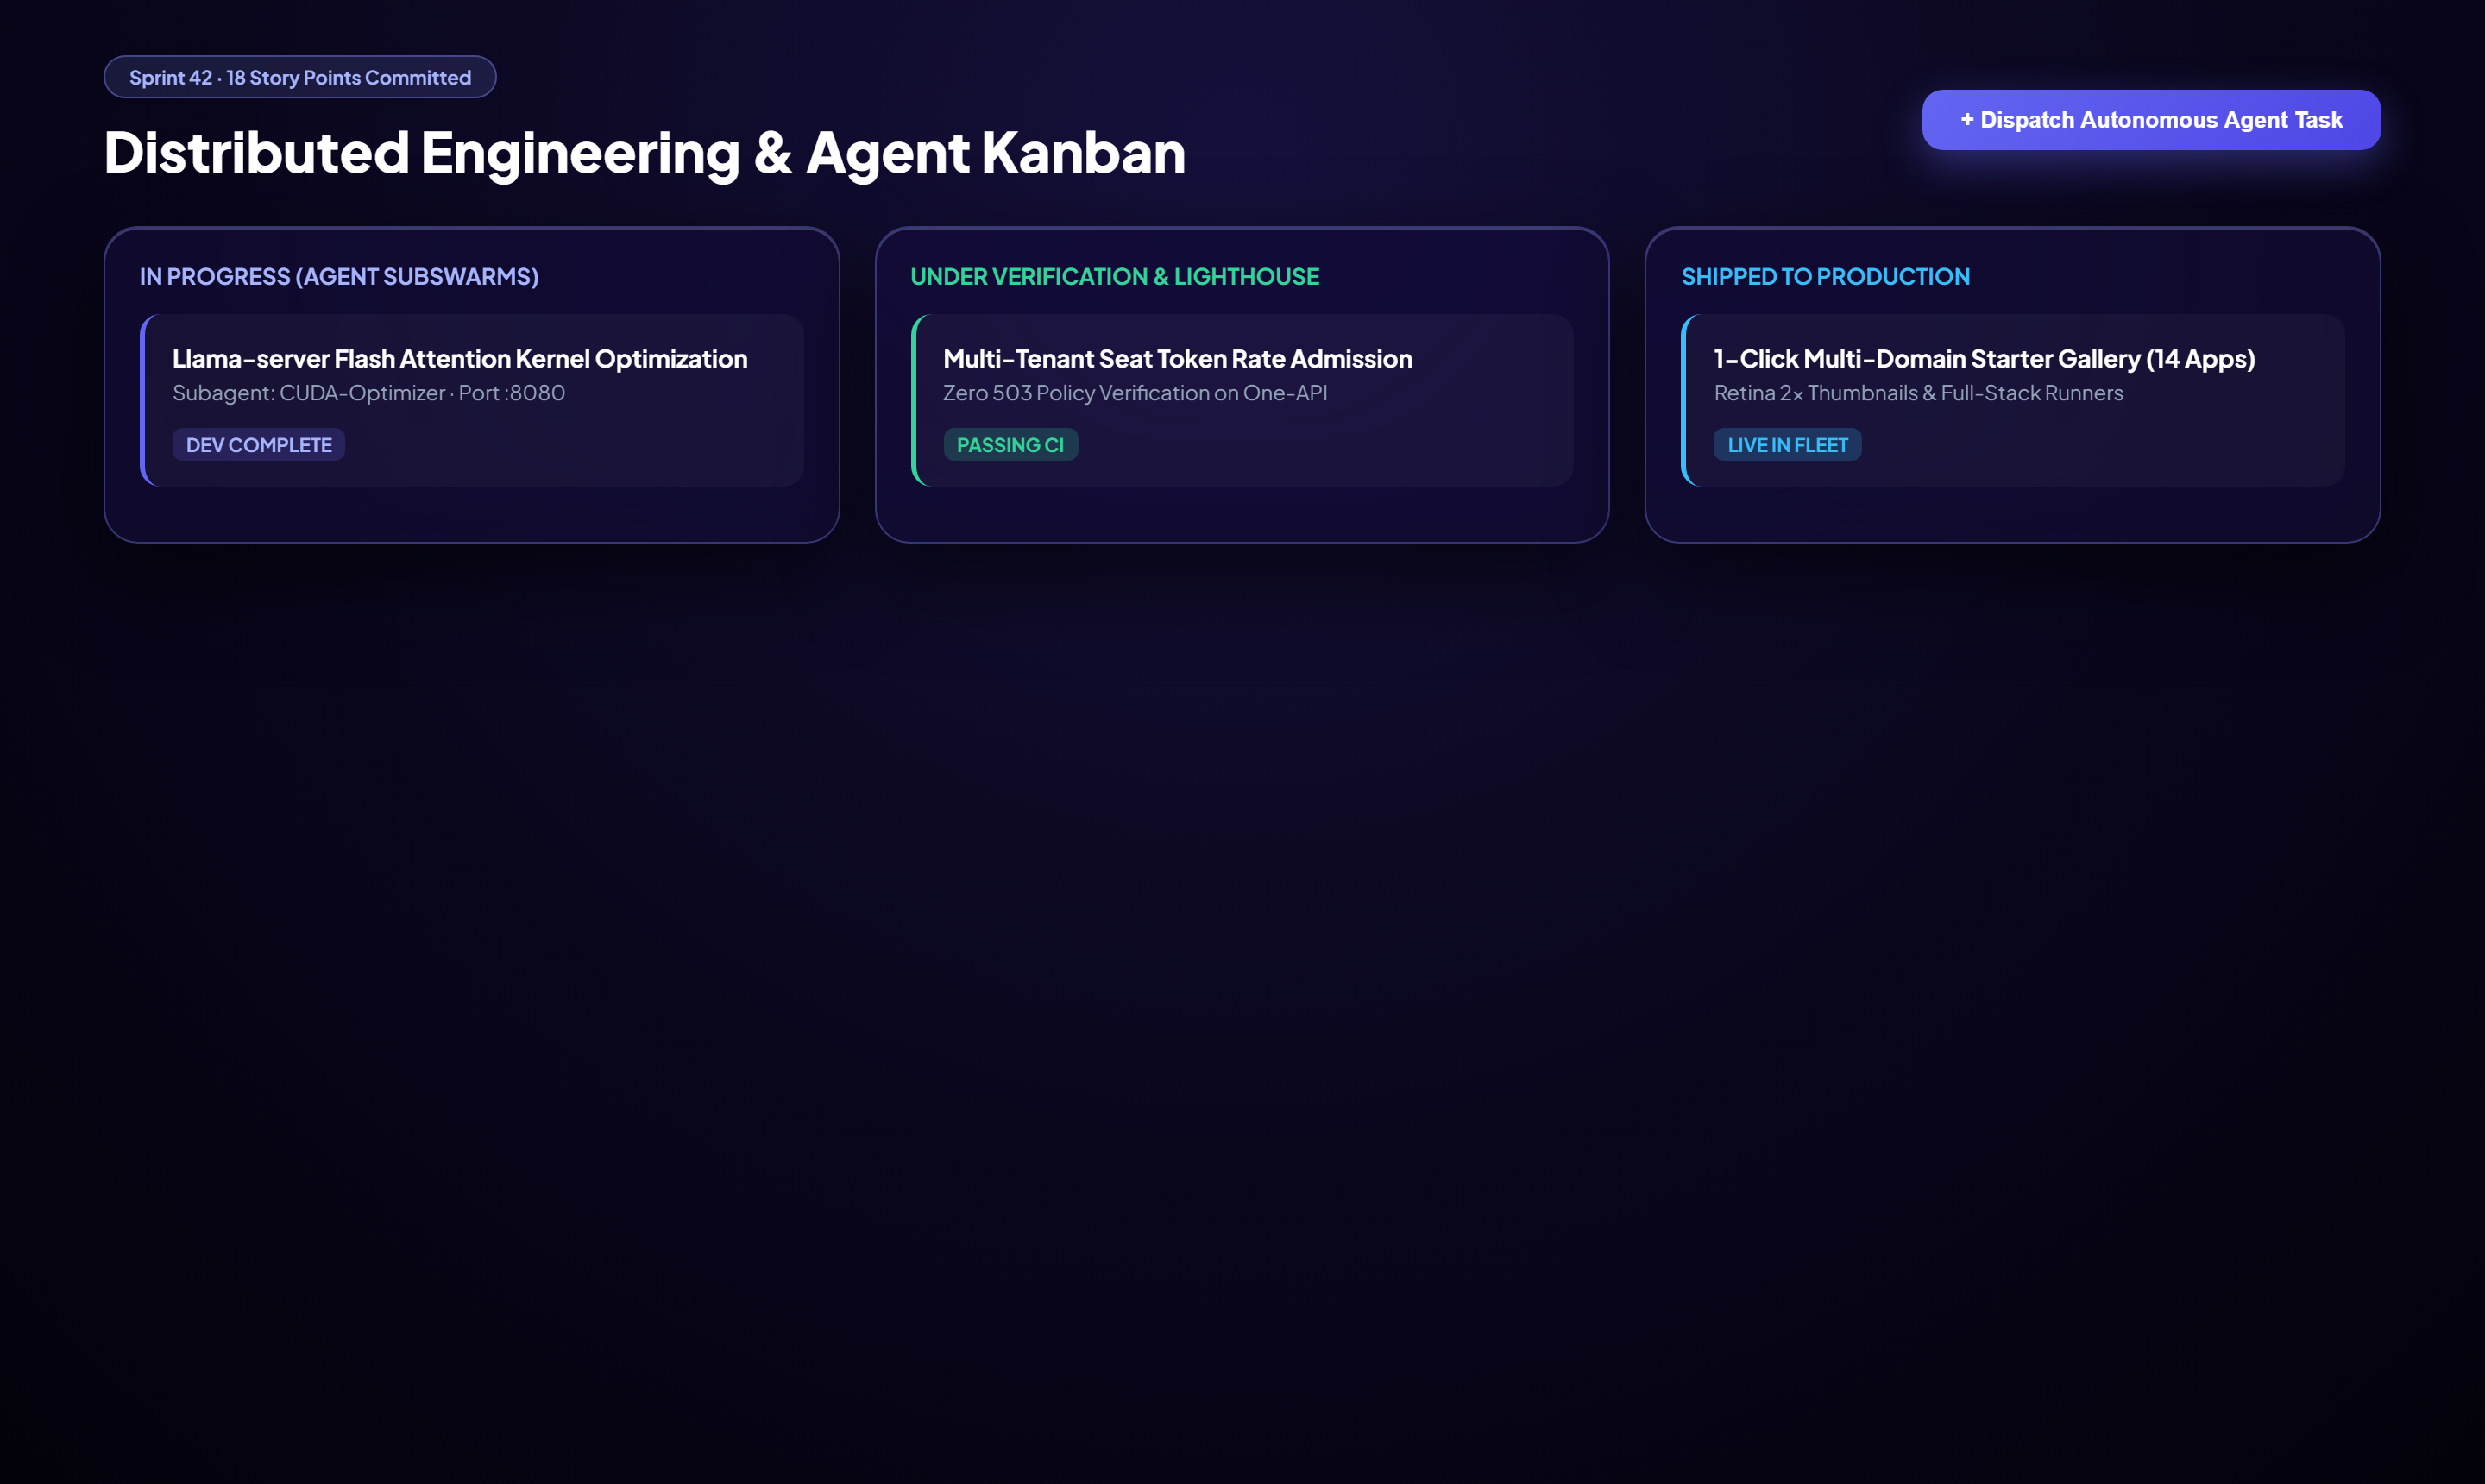 Sprint 42 · 18 Story Points Committed
Distributed Engineering & Agent Kanban
+ Dispatch Autonomous Agent Task
IN PROGRESS (AGENT SUBSWARMS)
Llama-server Flash Attention Kernel Optimization
Subagent: CUDA-Optimizer · Port :8080
DEV COMPLETE
UNDER VERIFICATION & LIGHTHOUSE
Multi-Tenant Seat Token Rate Admission
Zero 503 Policy Verification on One-API
PASSING CI
SHIPPED TO PRODUCTION
1-Click Multi-Domain Starter Gallery (14 Apps)
Retina 2× Thumbnails & Full-Stack Runners
LIVE IN FLEET